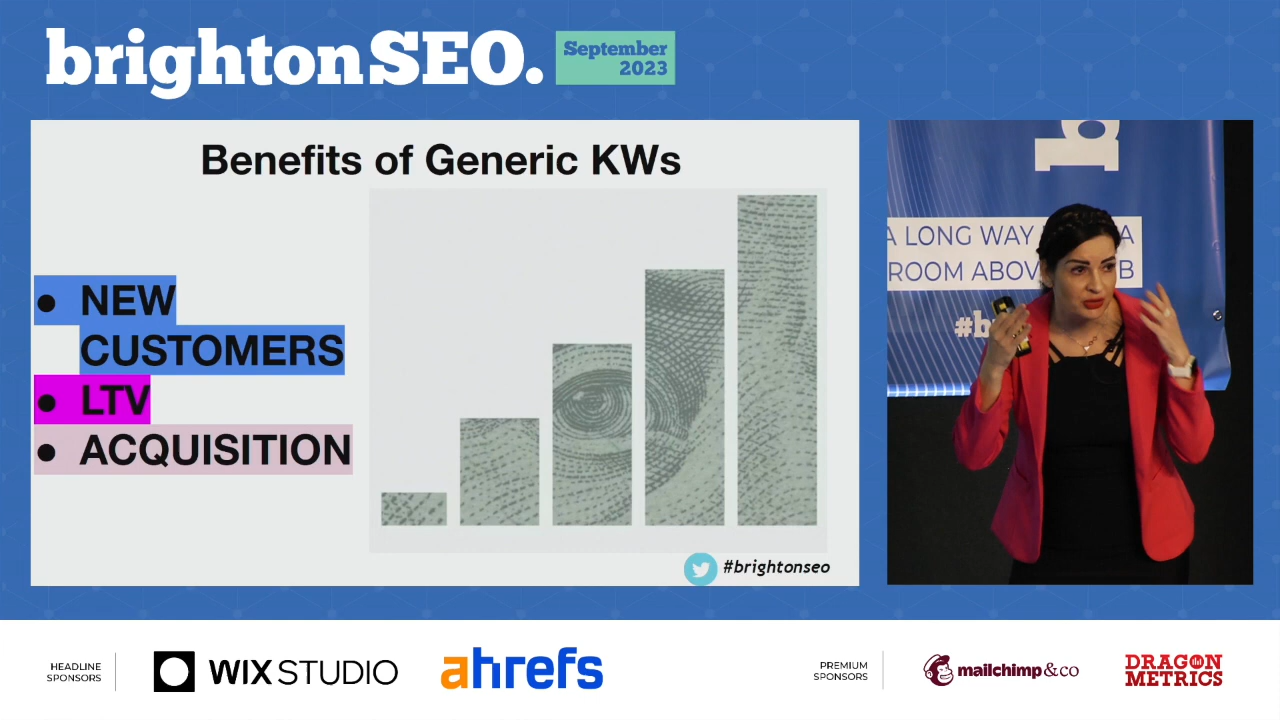 brightonSEO.
September
2023
Benefits of Generic KWs
● NEW
CUSTOMERS
● LTV
● ACQUISITION
#brightonseo
A LONG WAY
A
ROOM ABOV
B
#b
HEADLINE
SPONSORS
WIX STUDIO
ahrefs
PREMIUM
SPONSORS
mailchimp&co
DRAGON
METRICS